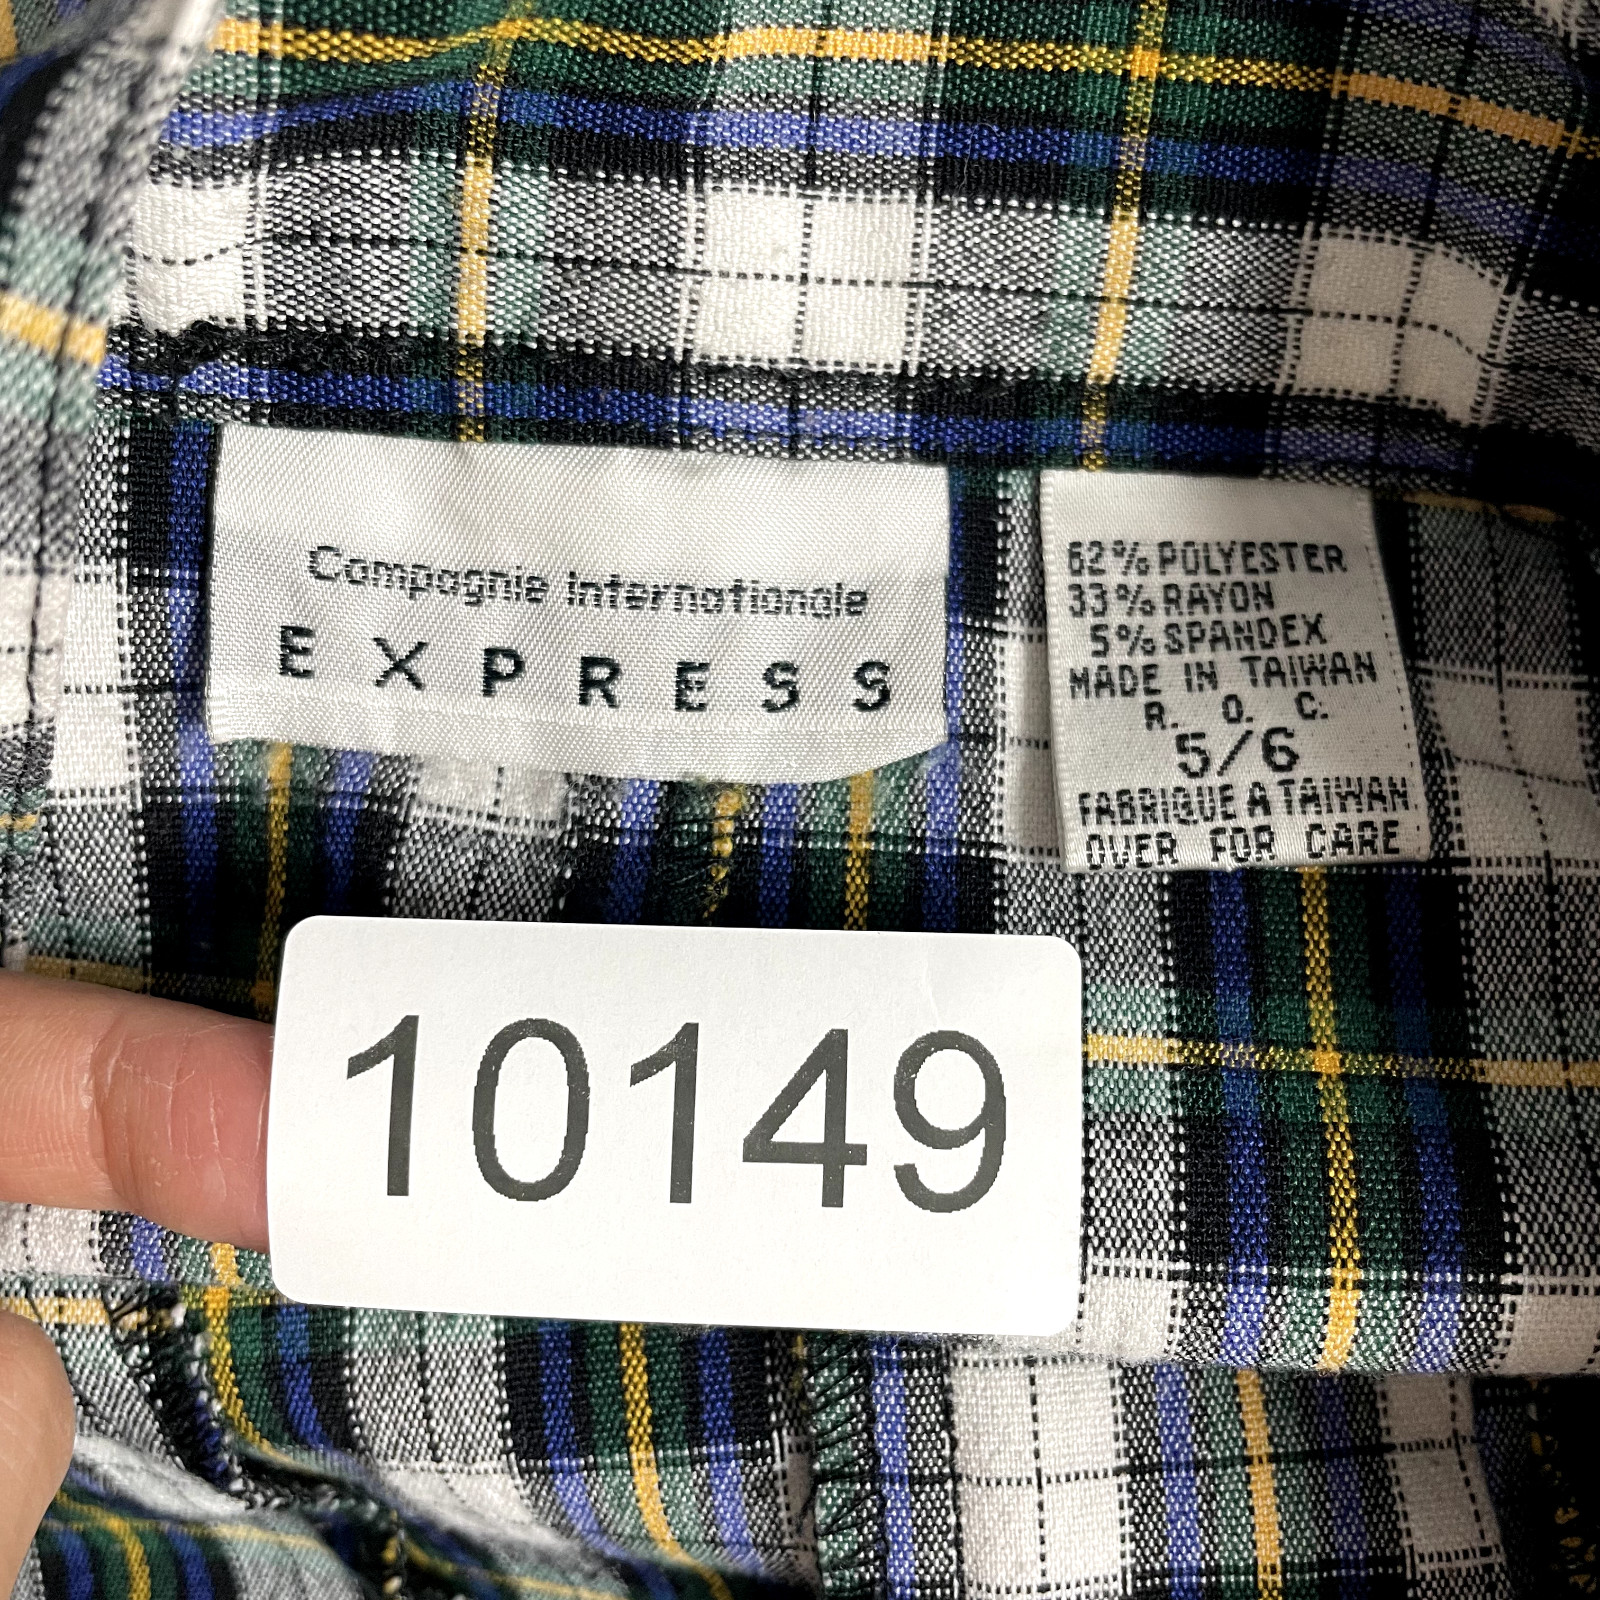 Compagnie Internationale
EXPRESS
62% POLYESTER
33% RAYON
5% SPANDEX
MADE IN TAIWAN
R. O. C.
5/6
FABRIQUE A TAIWAN
OVER FOR CARE
10149